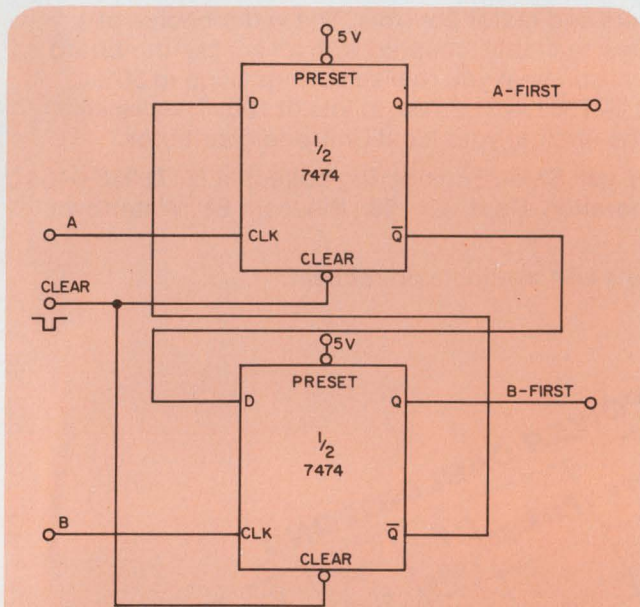 5V
PRESET
D
Q
A-FIRST
1/2
7474
A
CLK
Q̅
CLEAR
CLEAR
5V
PRESET
D
Q
B-FIRST
1/2
7474
B
CLK
Q̅
CLEAR